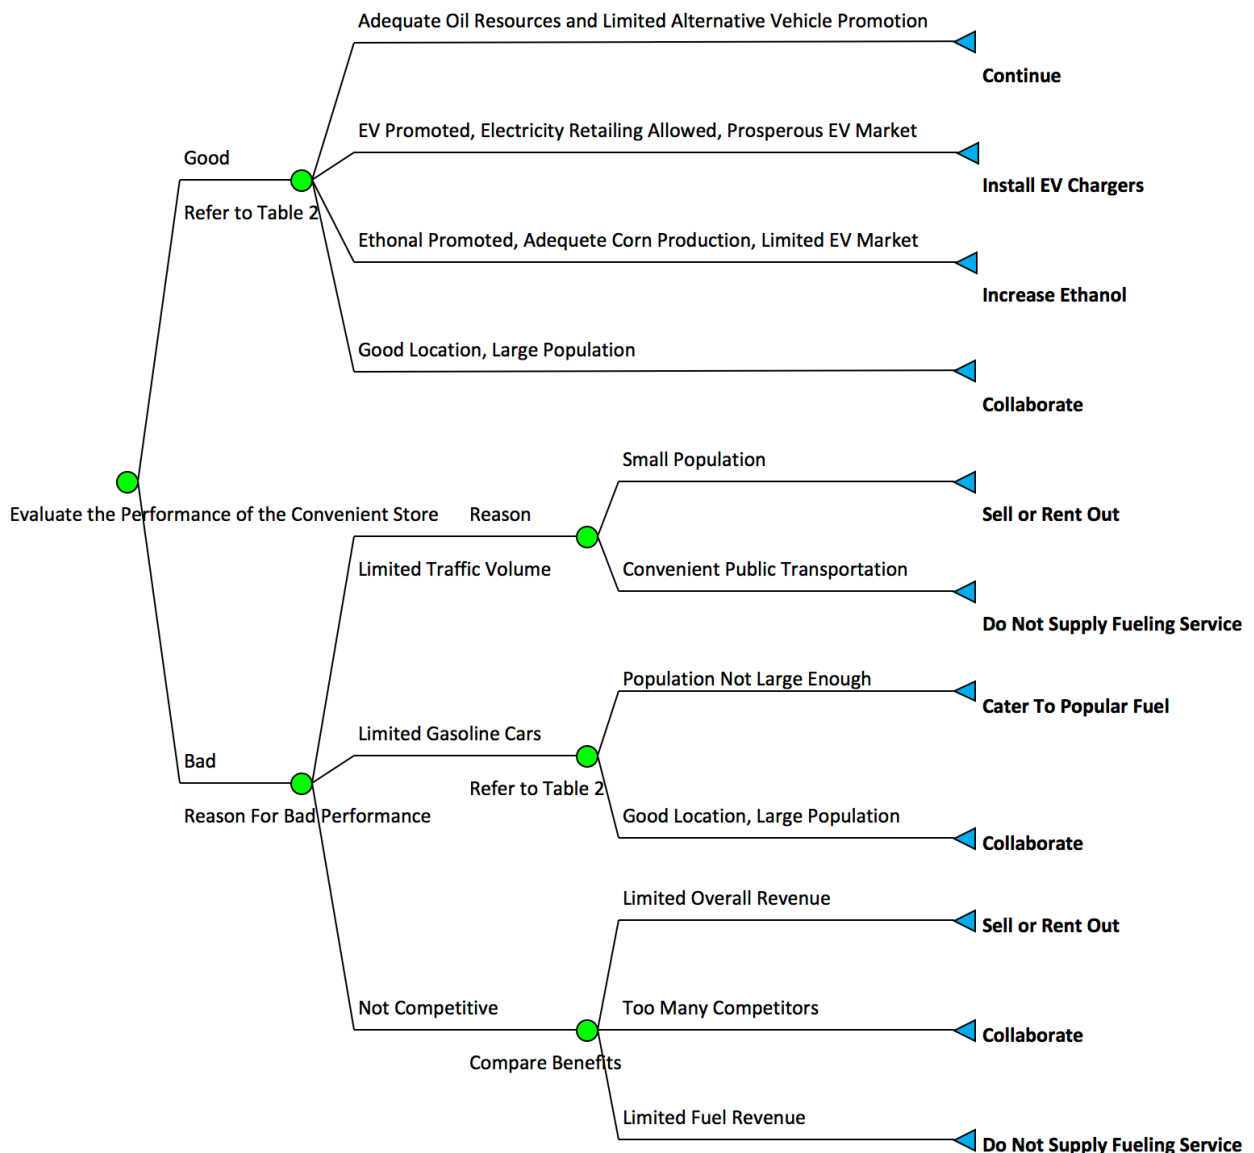 Adequate Oil Resources and Limited Alternative Vehicle Promotion
Continue
EV Promoted, Electricity Retailing Allowed, Prosperous EV Market
Good
Install EV Chargers
Refer to Table 2
Ethonal Promoted, Adequete Corn Production, Limited EV Market
Increase Ethanol
Good Location, Large Population
Collaborate
Small Population
Evaluate the Performance of the Convenient Store
Reason
Sell or Rent Out
Limited Traffic Volume
Convenient Public Transportation
Do Not Supply Fueling Service
Population Not Large Enough
Cater To Popular Fuel
Limited Gasoline Cars
Bad
Refer to Table 2
Reason For Bad Performance
Good Location, Large Population
Collaborate
Limited Overall Revenue
Sell or Rent Out
Not Competitive
Too Many Competitors
Collaborate
Compare Benefits
Limited Fuel Revenue
Do Not Supply Fueling Service